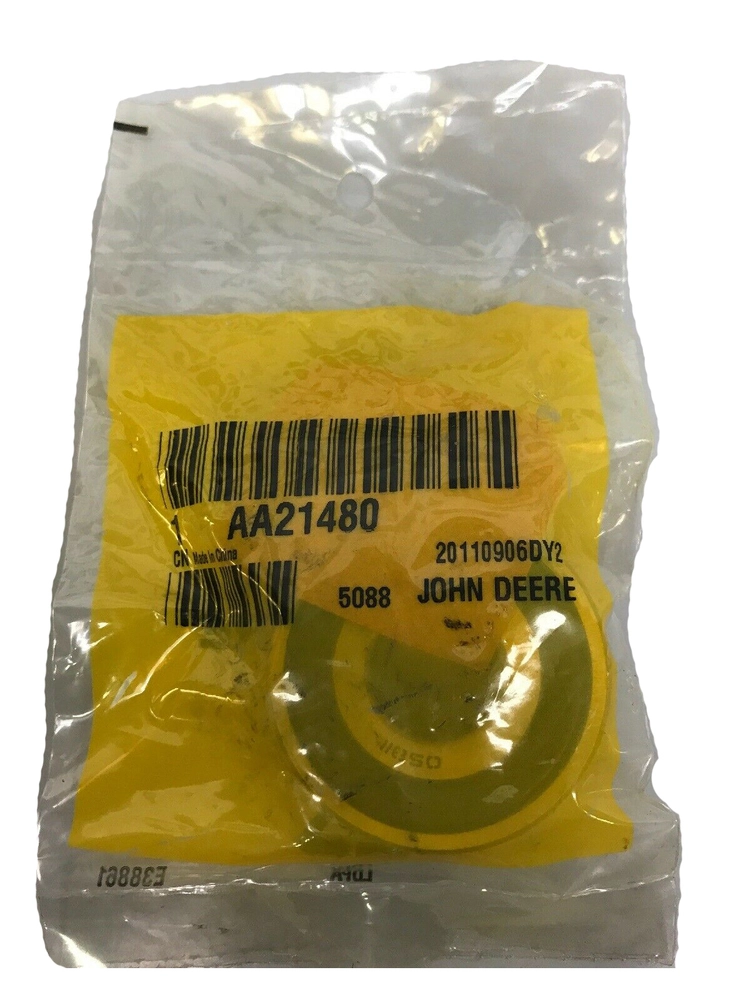 1 AA21480
CN Made in China
20110906DY2
5088 JOHN DEERE
E38861